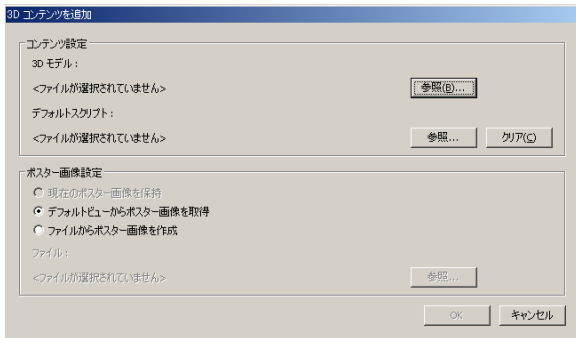 3D コンテンツを追加
コンテンツ設定
3D モデル :
<ファイルが選択されていません>
参照(B)...
デフォルトスクリプト :
<ファイルが選択されていません>
参照...
クリア(C)
ポスター画像設定
現在のポスター画像を保持
デフォルトビューからポスター画像を取得
ファイルからポスター画像を作成
ファイル :
<ファイルが選択されていません>
参照...
OK
キャンセル